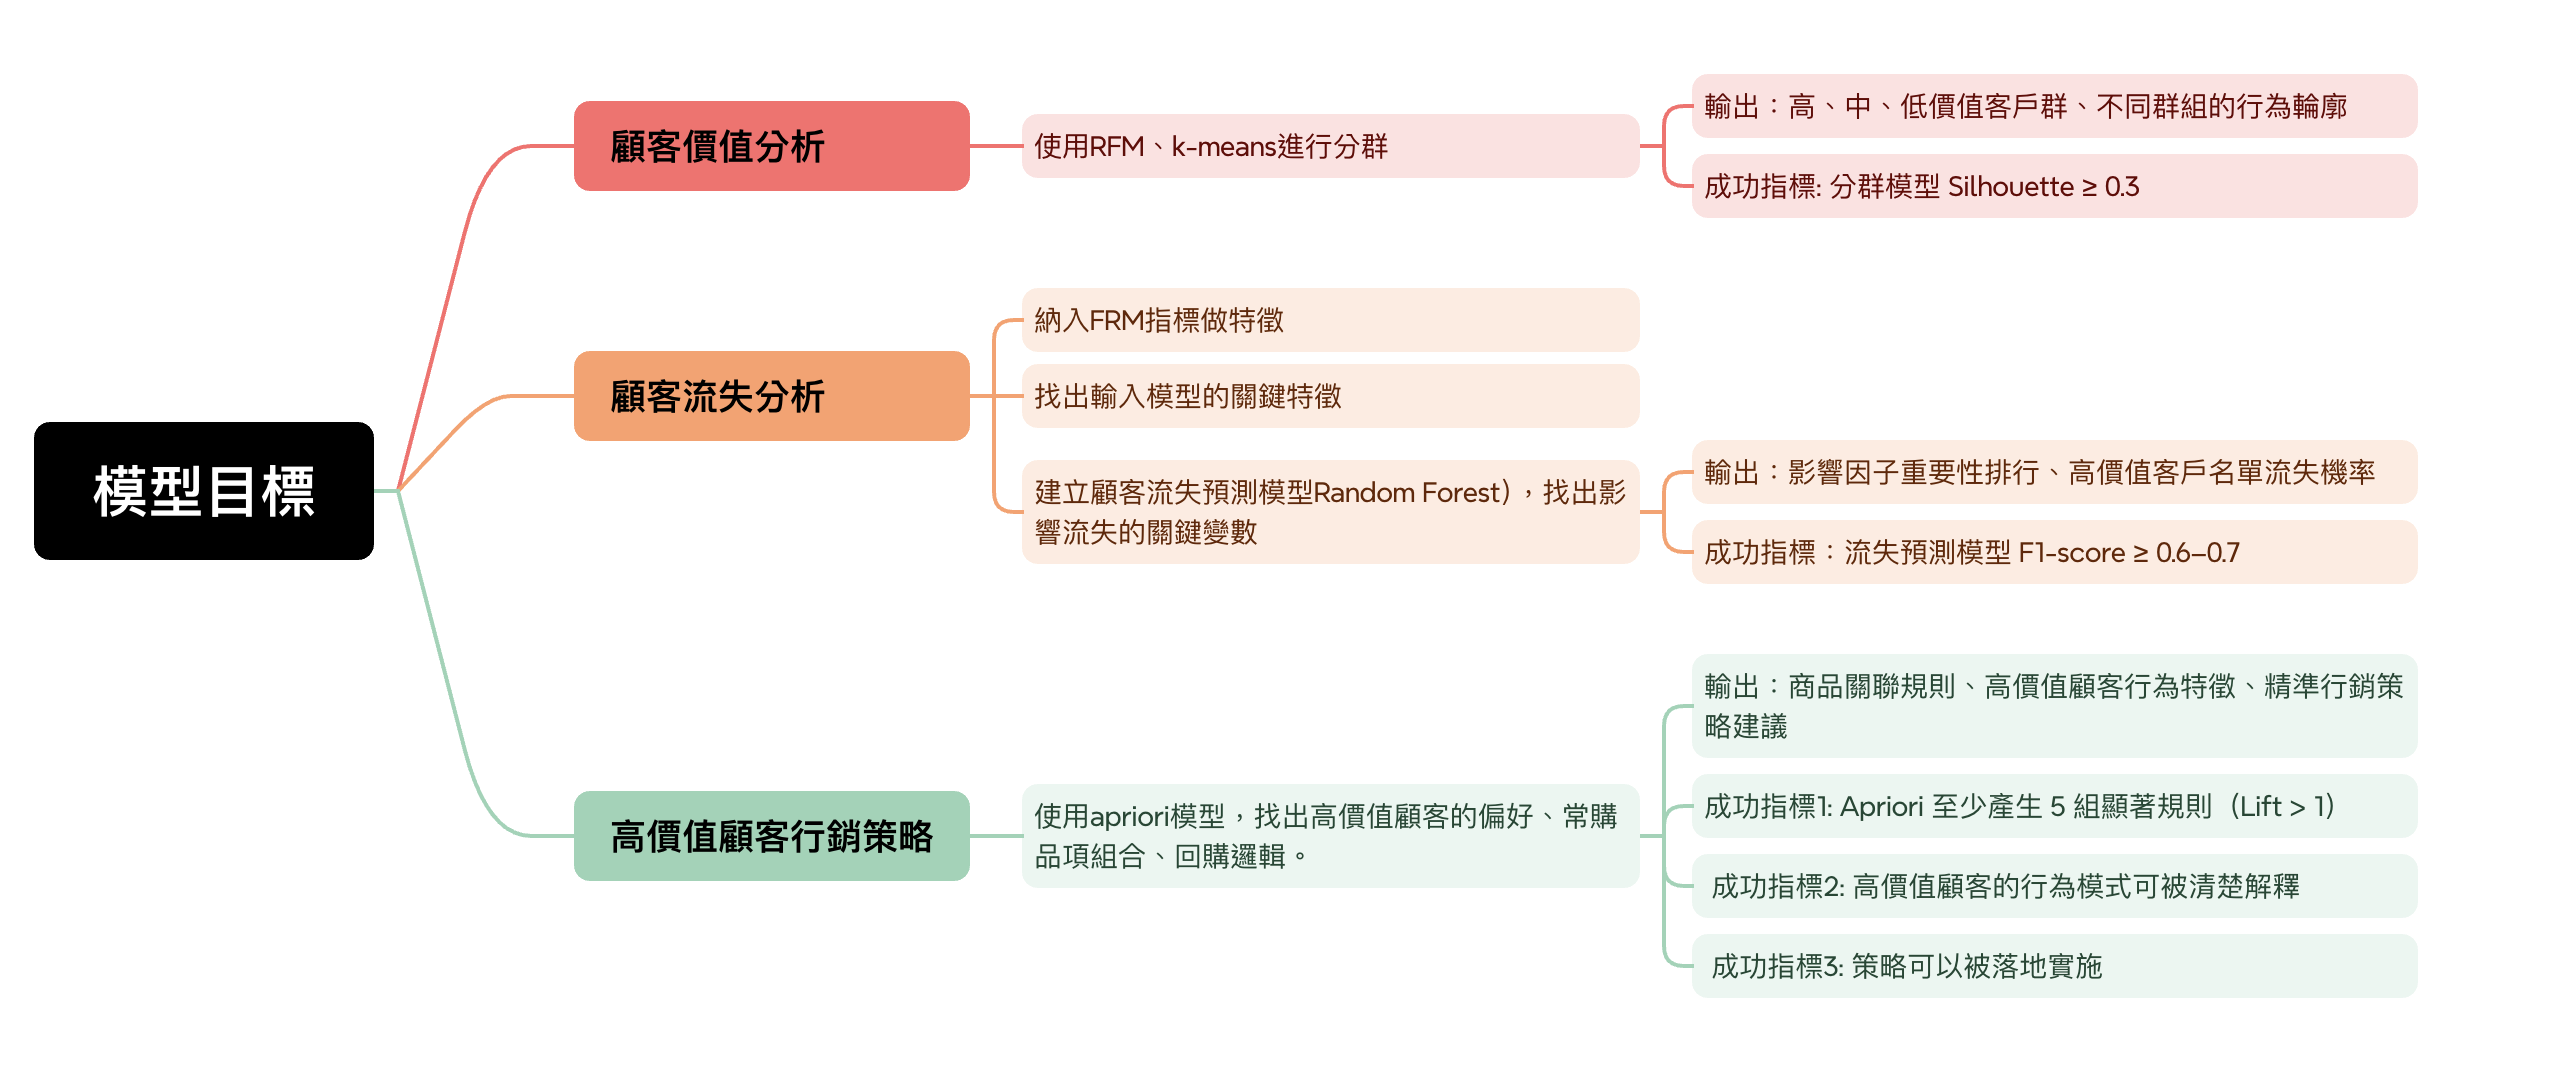 模型目標
顧客價值分析
使用RFM、k-means進行分群
輸出：高、中、低價值客戶群、不同群組的行為輪廓
成功指標: 分群模型 Silhouette ≥ 0.3
顧客流失分析
納入FRM指標做特徵
找出輸入模型的關鍵特徵
建立顧客流失預測模型Random Forest)，找出影
響流失的關鍵變數
輸出：影響因子重要性排行、高價值客戶名單流失機率
成功指標：流失預測模型 F1-score ≥ 0.6–0.7
高價值顧客行銷策略
使用apriori模型，找出高價值顧客的偏好、常購
品項組合、回購邏輯。
輸出：商品關聯規則、高價值顧客行為特徵、精準行銷策
略建議
成功指標1: Apriori 至少產生 5 組顯著規則（Lift > 1）
成功指標2: 高價值顧客的行為模式可被清楚解釋
成功指標3: 策略可以被落地實施